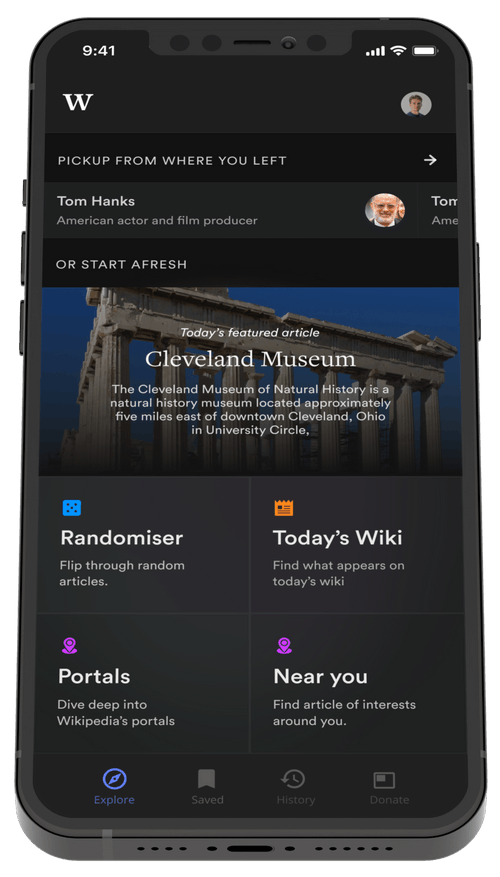 9:41
W
PICKUP FROM WHERE YOU LEFT
Tom Hanks
American actor and film producer
Tom
Ame
OR START AFRESH
Today's featured article
Cleveland Museum
The Cleveland Museum of Natural History is a
natural history museum located approximately
five miles east of downtown Cleveland, Ohio
in University Circle,
Randomiser
Flip through random
articles.
Today's Wiki
Find what appears on
today's wiki
Portals
Dive deep into
Wikipedia's portals
Near you
Find article of interests
around you.
Explore
Saved
History
Donate